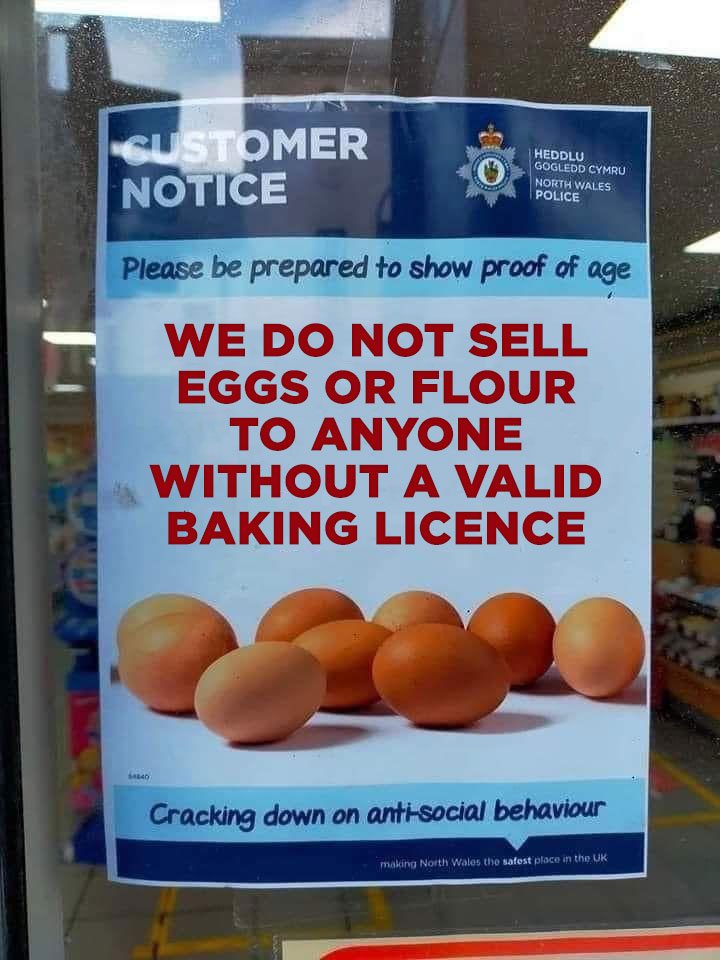 CUSTOMER
NOTICE
HEDDLU
GOGLEDD CYMRU
NORTH WALES
POLICE
Please be prepared to show proof of age
WE DO NOT SELL
EGGS OR FLOUR
TO ANYONE
WITHOUT A VALID
BAKING LICENCE
Cracking down on anti-social behaviour
making North Wales the safest place in the UK